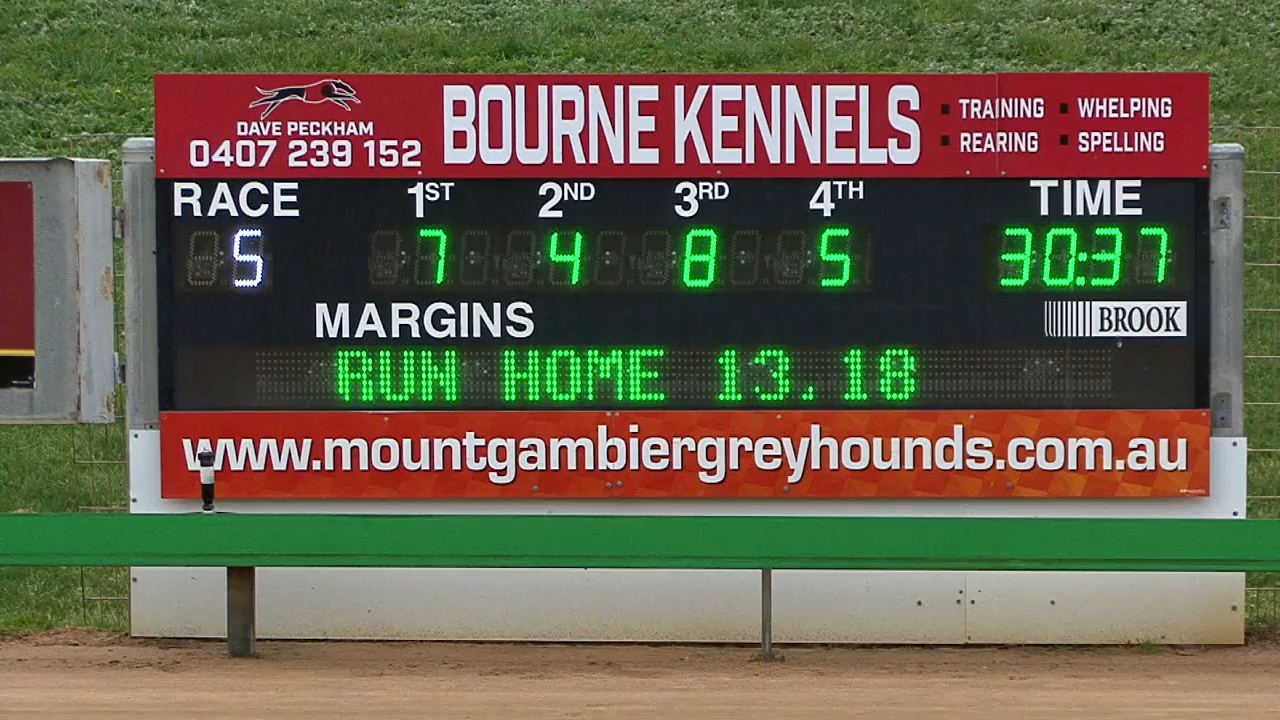 DAVE PECKHAM
0407 239 152
BOURNE KENNELS
▪ TRAINING ▪ WHELPING
▪ REARING ▪ SPELLING
RACE 1ST 2ND 3RD 4TH TIME
5 7 4 8 5 30:37
MARGINS
BROOK
RUN HOME 13.18
www.mountgambiergreyhounds.com.au